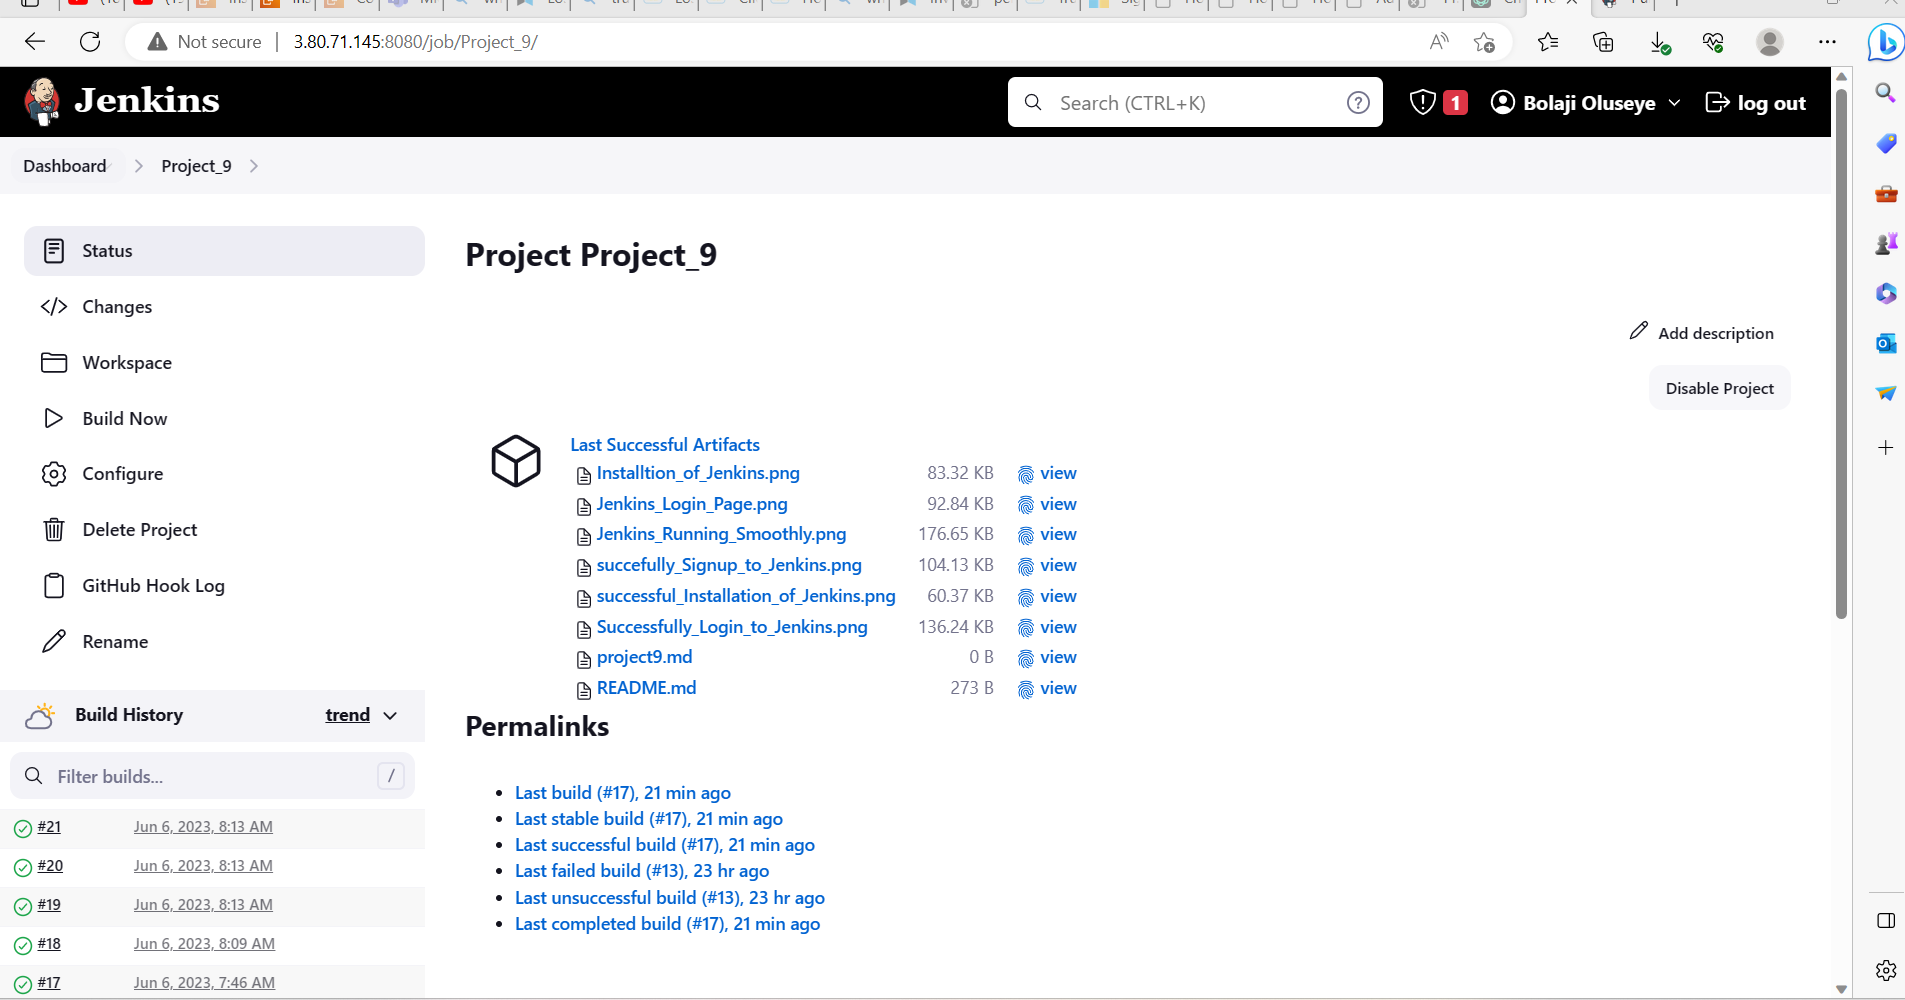 Not secure 3.80.71.145:8080/job/Project_9/
Jenkins
Search (CTRL+K)
1
Bolaji Oluseye
log out
Dashboard
Project_9
Status
Changes
Workspace
Build Now
Configure
Delete Project
GitHub Hook Log
Rename
Build History
trend
Filter builds...
/
#21 Jun 6, 2023, 8:13 AM
#20 Jun 6, 2023, 8:13 AM
#19 Jun 6, 2023, 8:13 AM
#18 Jun 6, 2023, 8:09 AM
#17 Jun 6, 2023, 7:46 AM
Project Project_9
Add description
Disable Project
Last Successful Artifacts
Installtion_of_Jenkins.png 83.32 KB view
Jenkins_Login_Page.png 92.84 KB view
Jenkins_Running_Smoothly.png 176.65 KB view
succefully_Signup_to_Jenkins.png 104.13 KB view
successful_Installation_of_Jenkins.png 60.37 KB view
Successfully_Login_to_Jenkins.png 136.24 KB view
project9.md 0 B view
README.md 273 B view
Permalinks
Last build (#17), 21 min ago
Last stable build (#17), 21 min ago
Last successful build (#17), 21 min ago
Last failed build (#13), 23 hr ago
Last unsuccessful build (#13), 23 hr ago
Last completed build (#17), 21 min ago